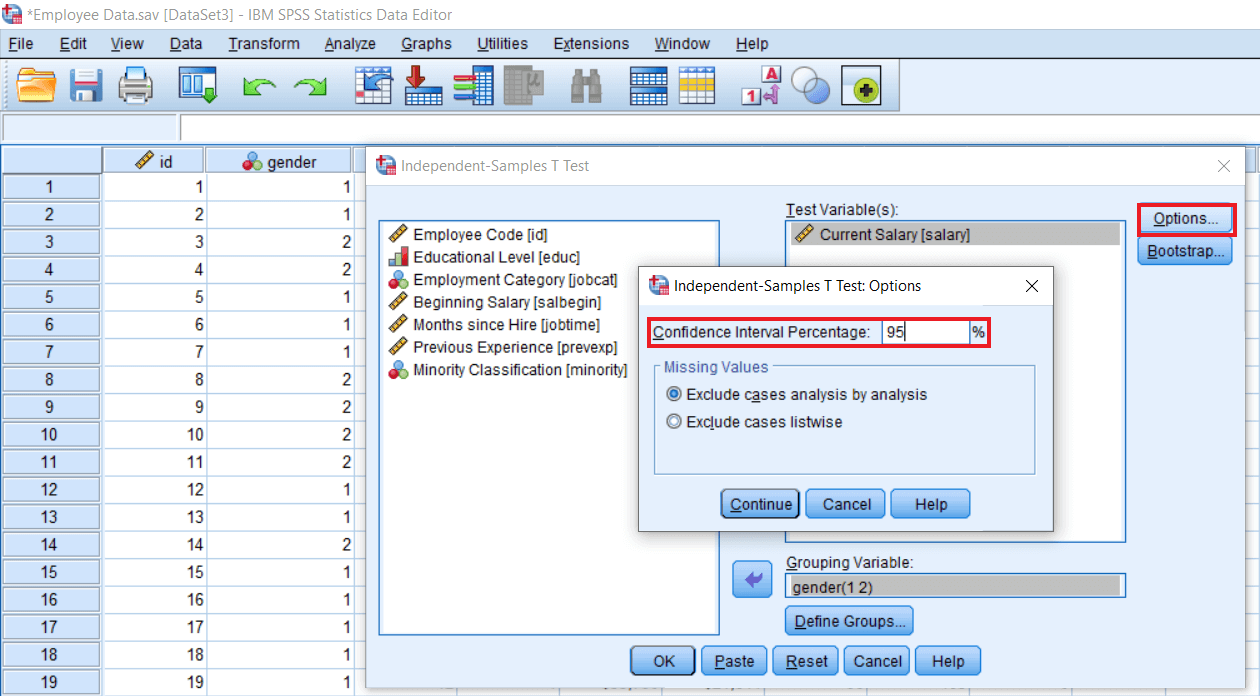 *Employee Data.sav [DataSet3] - IBM SPSS Statistics Data Editor
File Edit View Data Transform Analyze Graphs Utilities Extensions Window Help
A
1
id gender
1 1 1
2 2 1
3 3 2
4 4 2
5 5 1
6 6 1
7 7 1
8 8 2
9 9 2
10 10 2
11 11 2
12 12 1
13 13 1
14 14 2
15 15 1
16 16 1
17 17 1
18 18 1
19 19 1
Independent-Samples T Test
Employee Code [id]
Educational Level [educ]
Employment Category [jobcat]
Beginning Salary [salbegin]
Months since Hire [jobtime]
Previous Experience [prevexp]
Minority Classification [minority]
Test Variable(s):
Current Salary [salary]
Options...
Bootstrap...
Independent-Samples T Test: Options
Confidence Interval Percentage: 95 %
Missing Values
Exclude cases analysis by analysis
Exclude cases listwise
Continue Cancel Help
Grouping Variable:
gender(1 2)
Define Groups...
OK Paste Reset Cancel Help